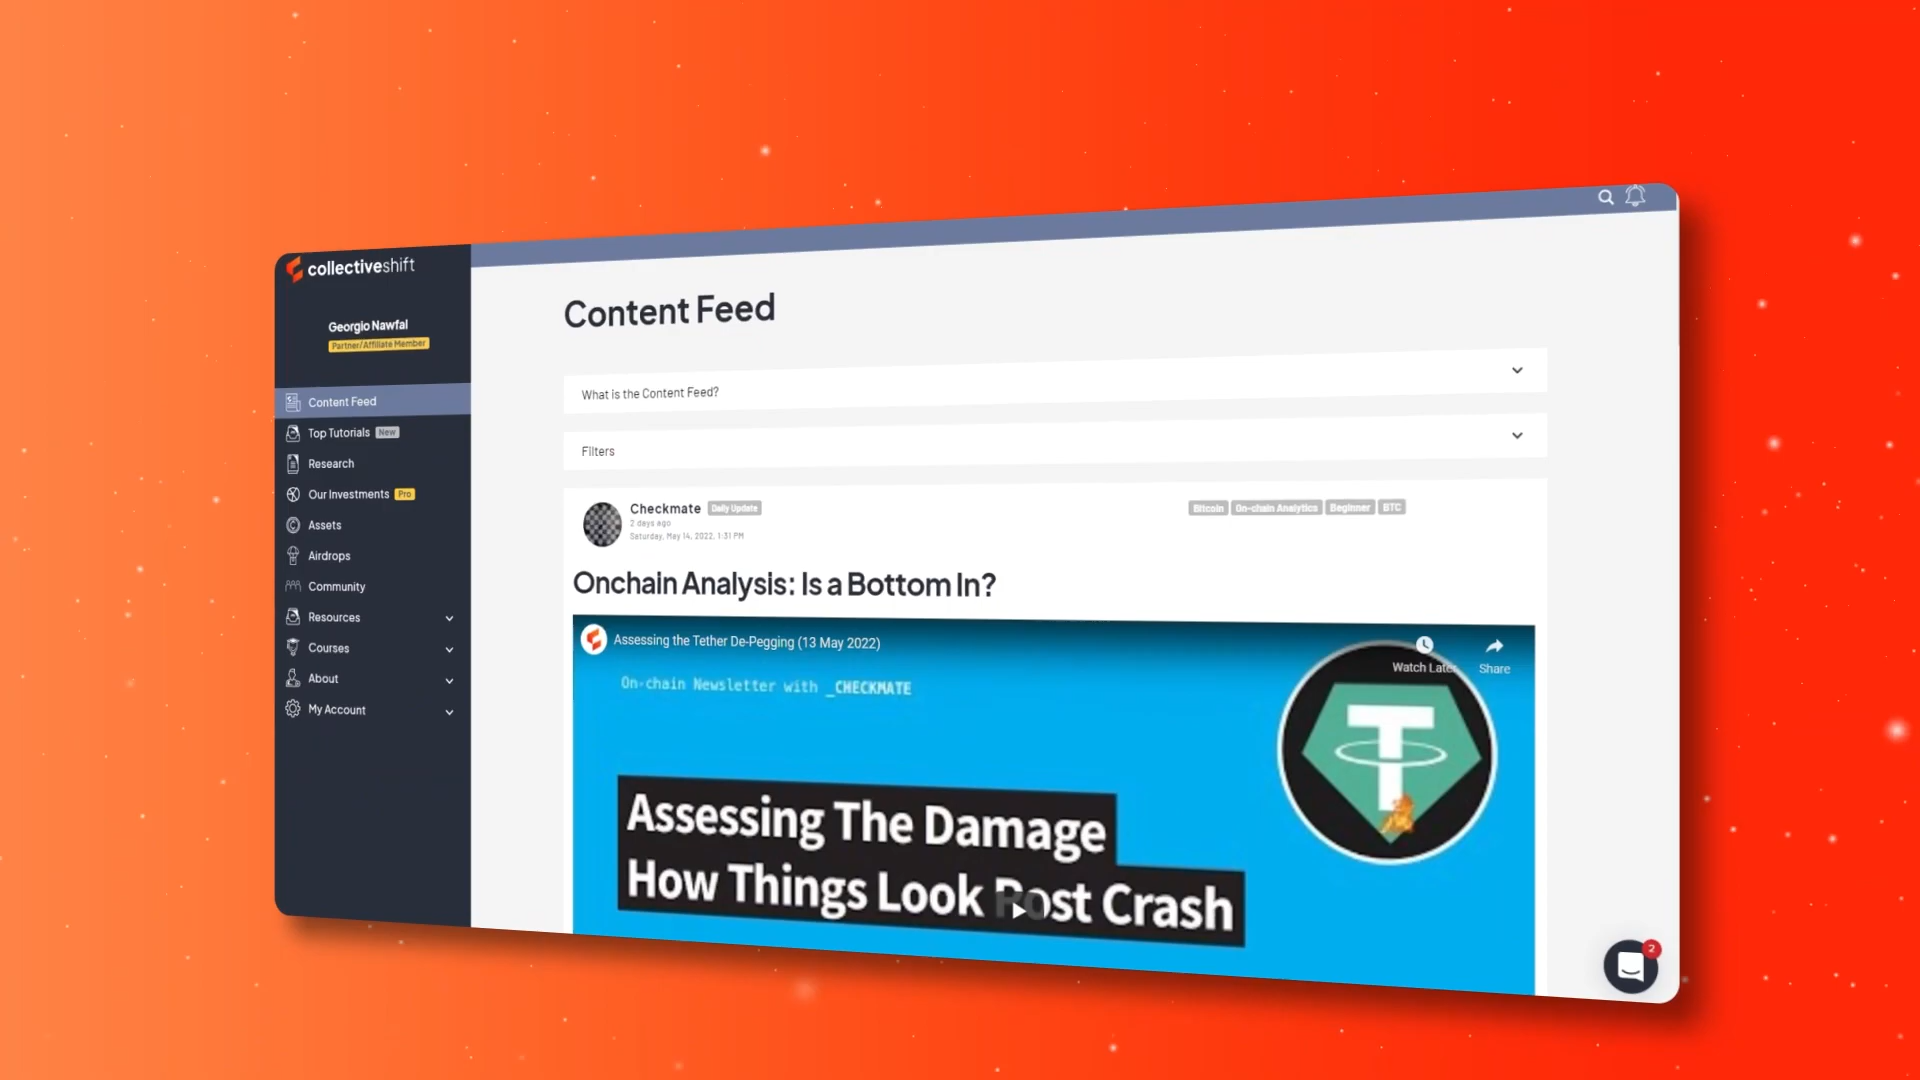 collectiveshift
Georgio Nawfal
Partner/Affiliate Member
Content Feed
Top Tutorials New
Research
Our Investments Pro
Assets
Airdrops
Community
Resources
Courses
About
My Account
Content Feed
What is the Content Feed?
Filters
Checkmate Daily Update
2 days ago
Saturday, May 14, 2022, 1:31 PM
Bitcoin On-chain Analytics Beginner BTC
Onchain Analysis: Is a Bottom In?
Assessing the Tether De-Pegging (13 May 2022)
Watch Later
Share
On-chain Newsletter with _CHECKMATE
Assessing The Damage
How Things Look Post Crash
2